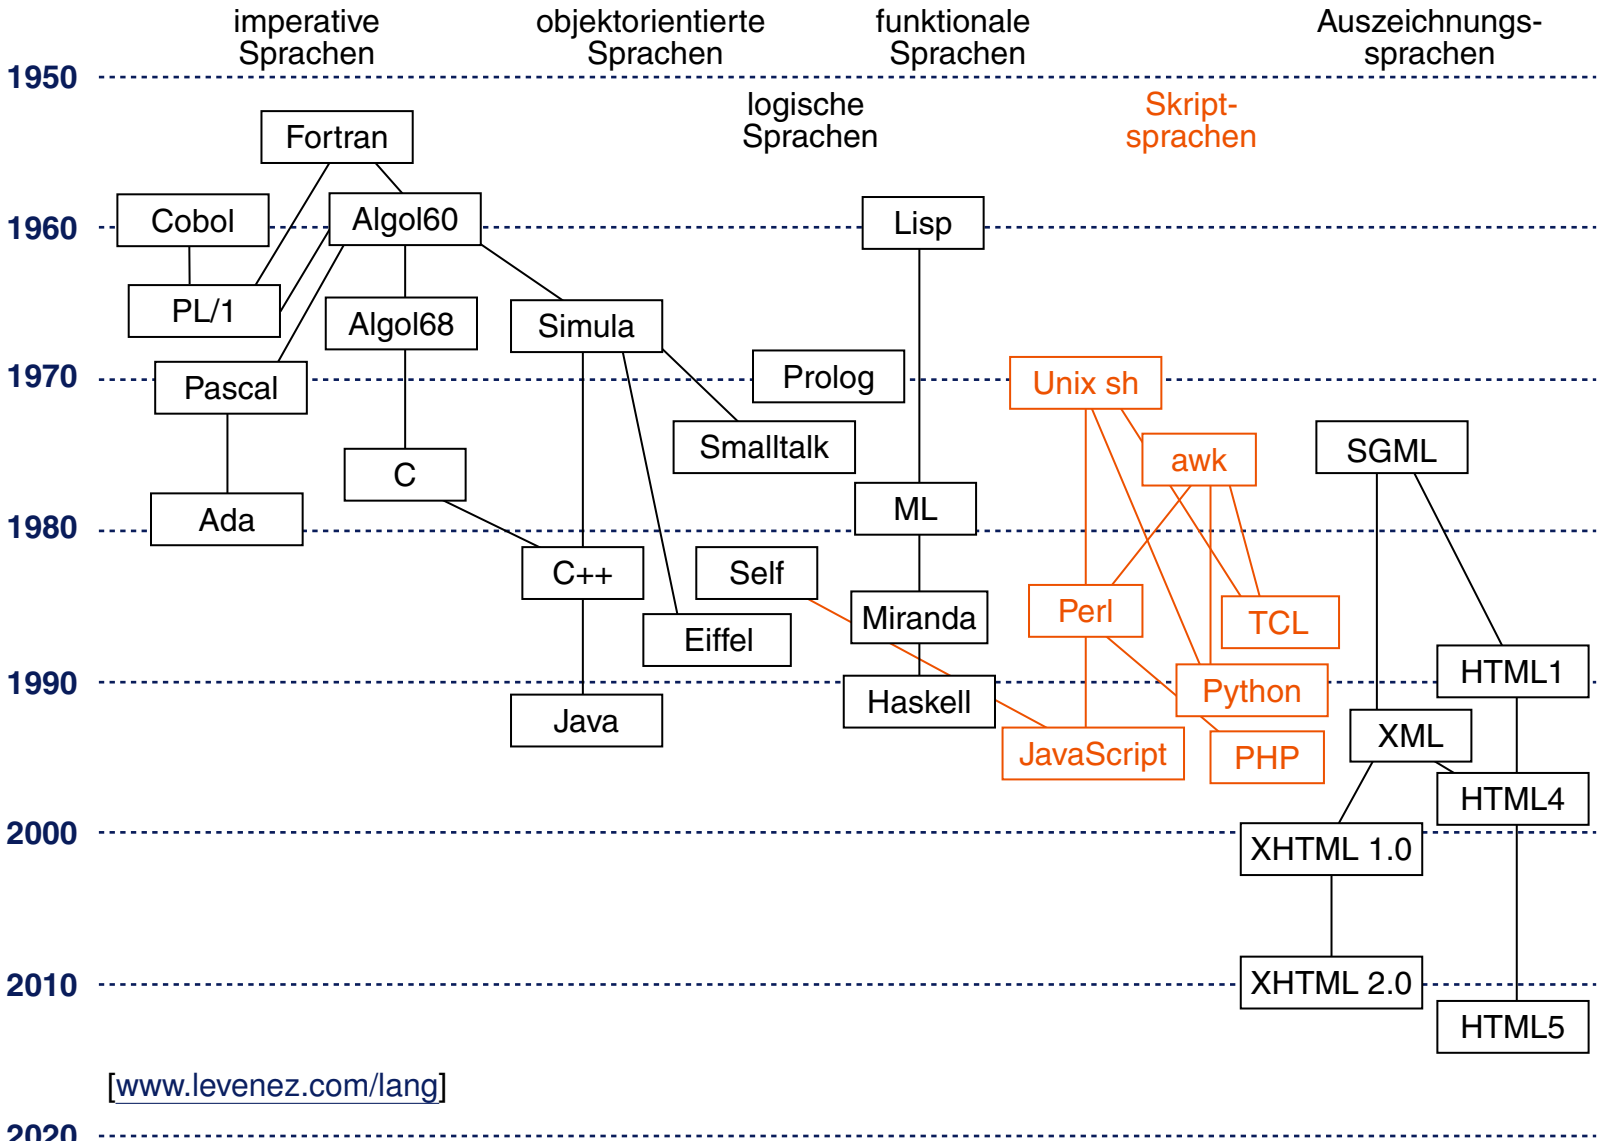 imperative
Sprachen
objektorientierte
Sprachen
funktionale
Sprachen
Auszeichnungs-
sprachen
1950
logische
Sprachen
Skript-
sprachen
Fortran
Cobol
Algol60
Lisp
1960
PL/1
Algol68
Simula
Prolog
Unix sh
1970
Pascal
Smalltalk
awk
SGML
C
ML
Ada
1980
C++
Self
Miranda
Perl
TCL
Eiffel
HTML1
1990
Python
Haskell
Java
XML
JavaScript
PHP
HTML4
2000
XHTML 1.0
2010
XHTML 2.0
HTML5
[www.levenez.com/lang]
2020